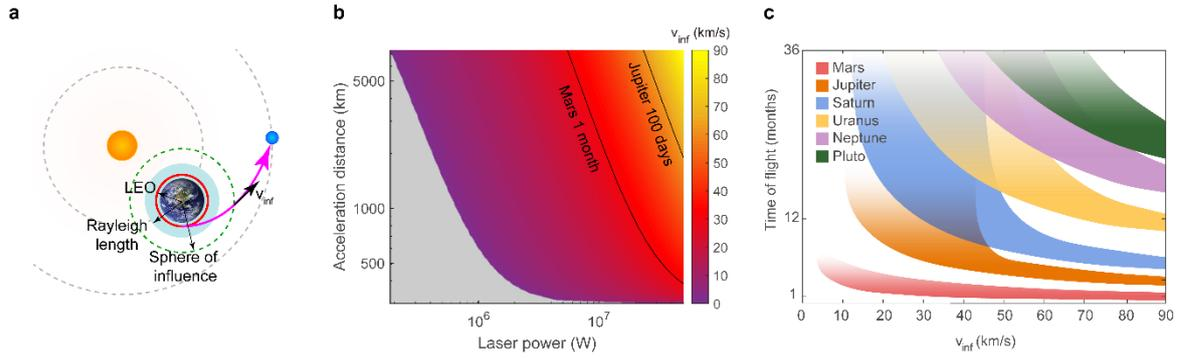 a
LEO
Rayleigh
length
Sphere of
influence
v_inf
b
v_inf (km/s)
Acceleration distance (km)
5000
1000
500
10^6
10^7
Laser power (W)
Mars 1 month
Jupiter 100 days
90
80
70
60
50
40
30
20
10
0
c
Time of flight (months)
36
12
1
Mars
Jupiter
Saturn
Uranus
Neptune
Pluto
0 10 20 30 40 50 60 70 80 90
v_inf (km/s)